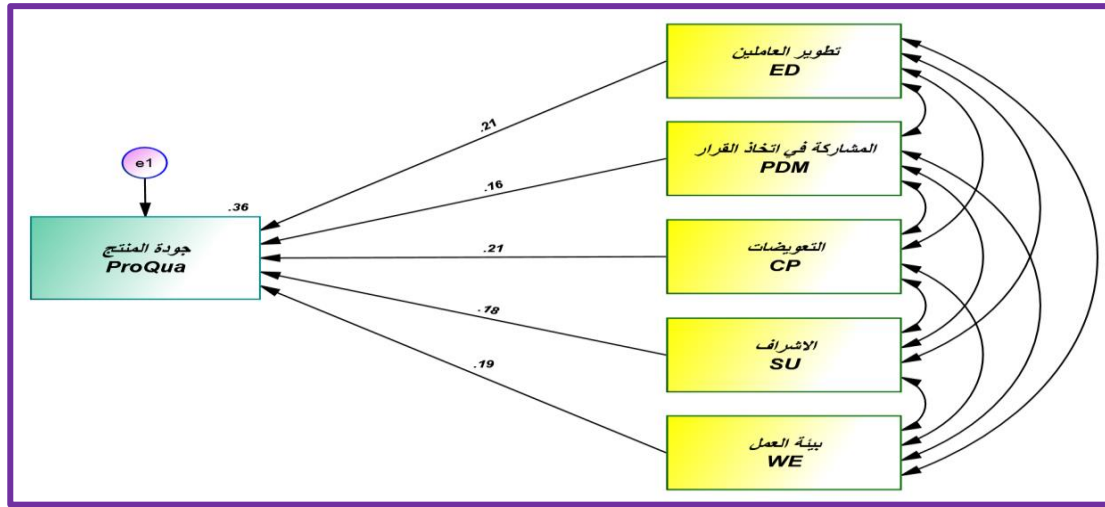 تطوير العاملين
ED
.21
المشاركة في اتخاذ القرار
PDM
.16
e1
.36
جودة المنتج
ProQua
.21
التعويضات
CP
.18
الاشراف
SU
.19
بيئة العمل
WE